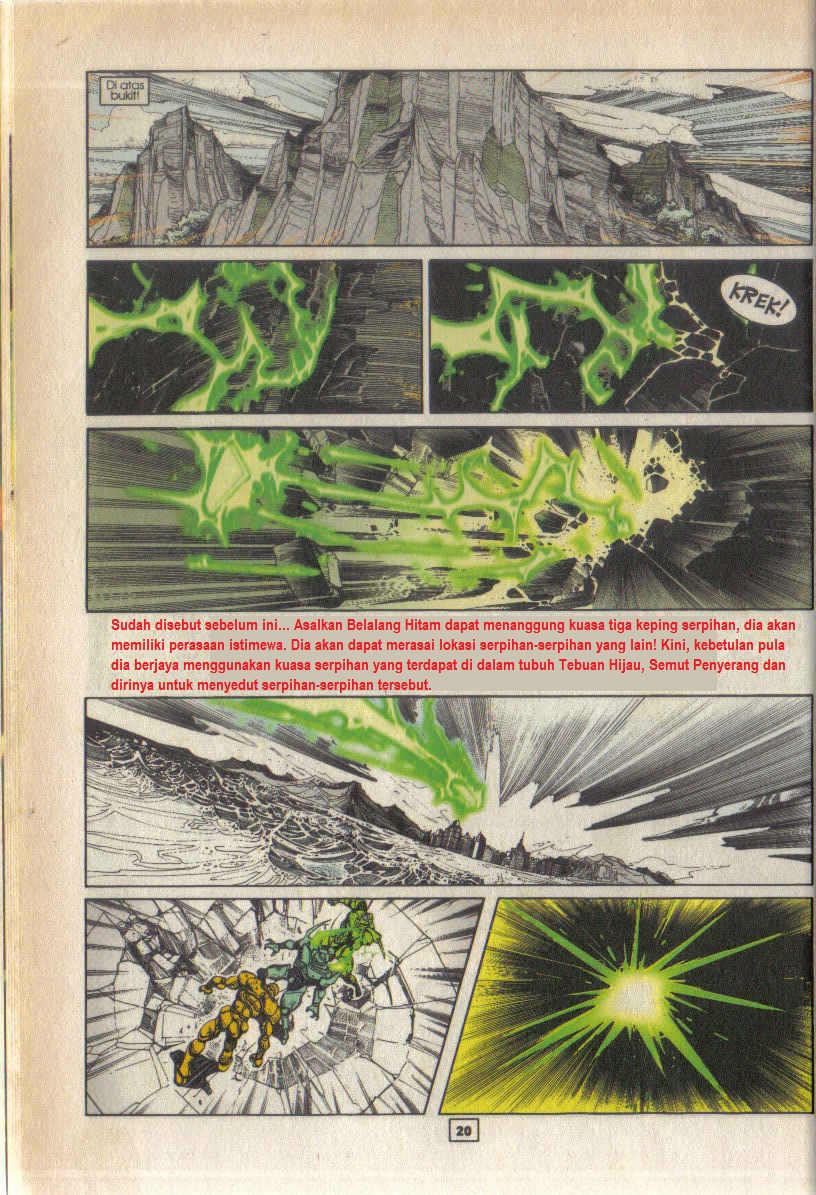 Di atas
bukit!
KREK!
Sudah disebut sebelum ini... Asalkan Belalang Hitam dapat menanggung kuasa tiga keping serpihan, dia akan
memiliki perasaan istimewa. Dia akan dapat merasai lokasi serpihan-serpihan yang lain! Kini, kebetulan pula
dia berjaya menggunakan kuasa serpihan yang terdapat di dalam tubuh Tebuan Hijau, Semut Penyerang dan
dirinya untuk menyedut serpihan-serpihan tersebut.
20